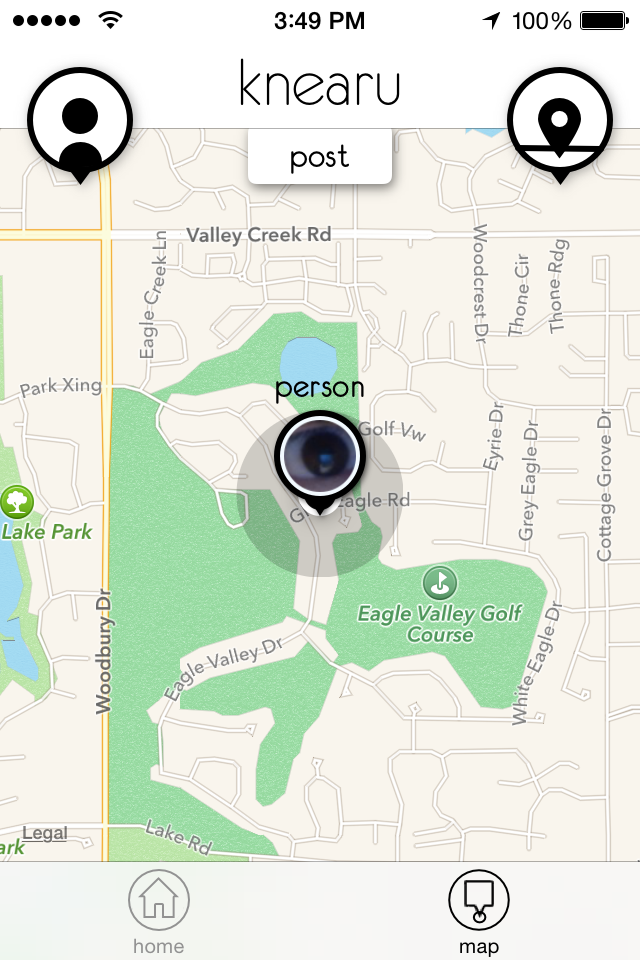 3:49 PM
100%
knearu
post
Valley Creek Rd
Eagle Creek Ln
Woodcrest Dr
Thone Cir
Thone Rdg
Park Xing
person
Golf Vw
Eagle Rd
Eyrie Dr
Grey Eagle Dr
Cottage Grove Dr
Lake Park
Eagle Valley Golf
Course
Woodbury Dr
Eagle Valley Dr
White Eagle Dr
Legal
Lake Rd
ark
home
map